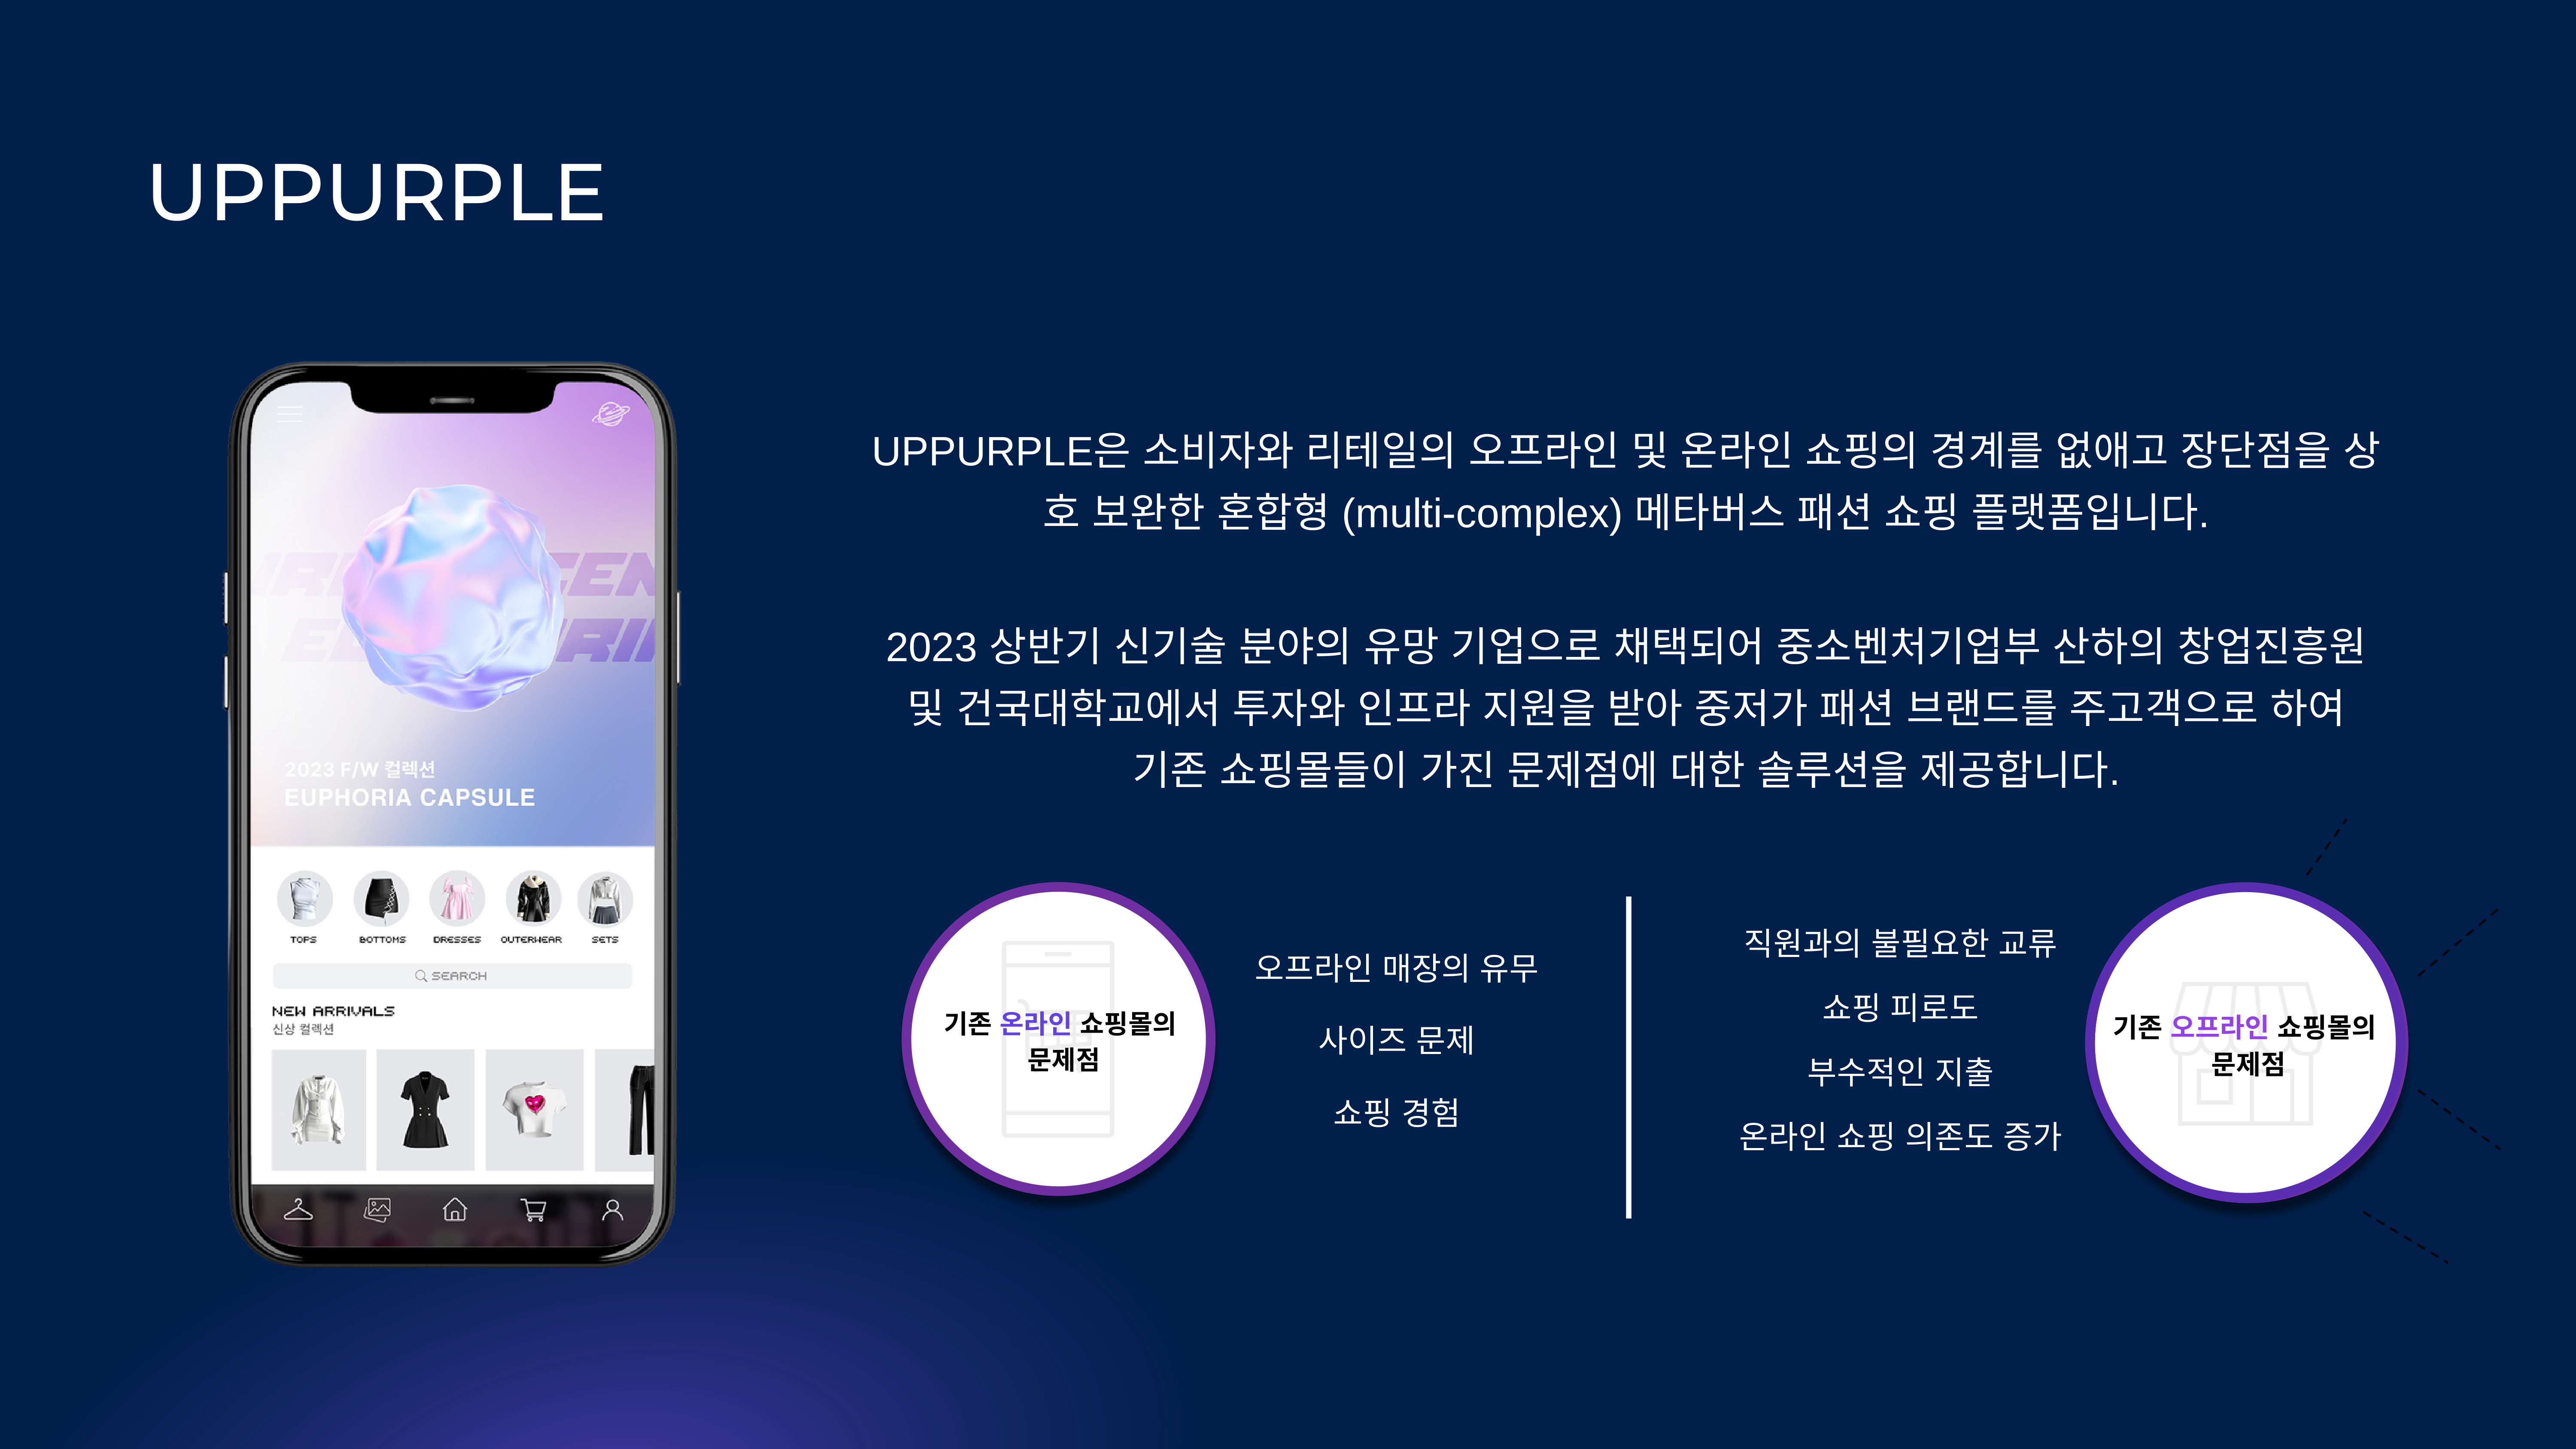 UPPURPLE
UPPURPLE은 소비자와 리테일의 오프라인 및 온라인 쇼핑의 경계를 없애고 장단점을 상
호 보완한 혼합형 (multi-complex) 메타버스 패션 쇼핑 플랫폼입니다.
2023 상반기 신기술 분야의 유망 기업으로 채택되어 중소벤처기업부 산하의 창업진흥원
및 건국대학교에서 투자와 인프라 지원을 받아 중저가 패션 브랜드를 주고객으로 하여
기존 쇼핑몰들이 가진 문제점에 대한 솔루션을 제공합니다.
2023 F/W 컬렉션
EUPHORIA CAPSULE
TOPS
BOTTOMS
DRESSES
OUTERWEAR
SETS
SEARCH
NEW ARRIVALS
신상 컬렉션
기존 온라인 쇼핑몰의
문제점
오프라인 매장의 유무
사이즈 문제
쇼핑 경험
직원과의 불필요한 교류
쇼핑 피로도
부수적인 지출
온라인 쇼핑 의존도 증가
기존 오프라인 쇼핑몰의
문제점